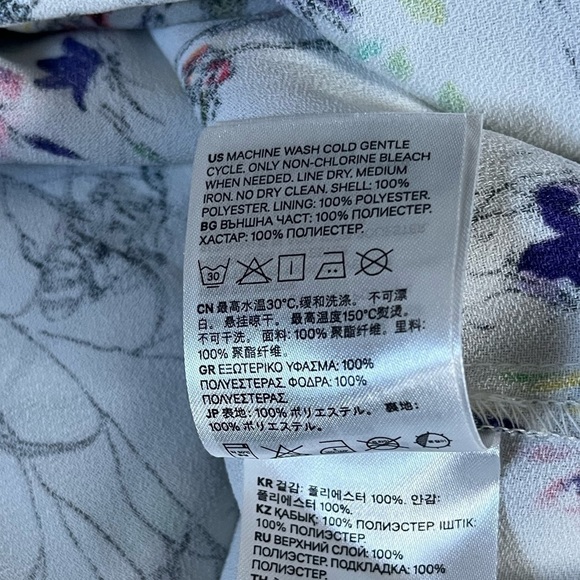 US MACHINE WASH COLD GENTLE
CYCLE. ONLY NON-CHLORINE BLEACH
WHEN NEEDED. LINE DRY, MEDIUM
IRON. NO DRY CLEAN, SHELL: 100%
POLYESTER. LINING: 100% POLYESTER.
BG ВЪНШНА ЧАСТ: 100% ПОЛИЕСТЕР.
ХАСТАР: 100% ПОЛИЕСТЕР.
30
CN 最高水温30°C,缓和洗涤。不可漂
白。悬挂晾干。最高温度150°C熨烫。
不可干洗。面料: 100% 聚酯纤维。里料:
100% 聚酯纤维。
GR ΕΞΩΤΕΡΙΚΟ ΥΦΑΣΜΑ: 100%
ΠΟΛΥΕΣΤΕΡΑΣ. ΦΟΔΡΑ: 100%
ΠΟΛΥΕΣΤΕΡΑΣ.
JP 表地: 100% ポリエステル。裏地:
100% ポリエステル。
30
KR 겉감: 폴리에스터 100%. 안감:
폴리에스터 100%.
KZ ҚАБЫҚ: 100% ПОЛИЭСТЕР. ІШТІК:
100% ПОЛИЭСТЕР.
RU ВЕРХНИЙ СЛОЙ: 100%
ПОЛИЭСТЕР. ПОДКЛАДКА: 100%
ПОЛИЭСТЕР.